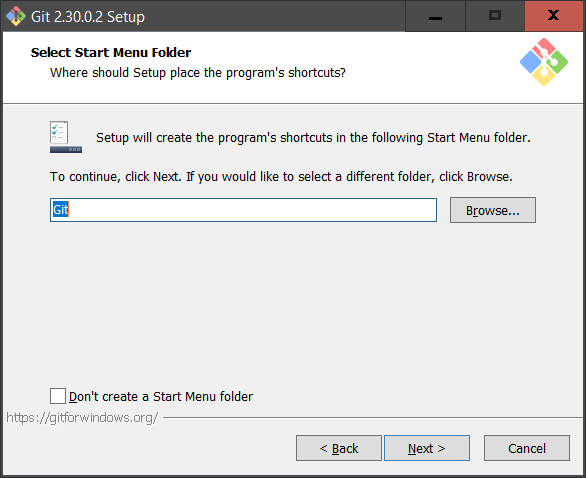 Git 2.30.0.2 Setup
Select Start Menu Folder
Where should Setup place the program's shortcuts?
Setup will create the program's shortcuts in the following Start Menu folder.
To continue, click Next. If you would like to select a different folder, click Browse.
Git
Browse...
Don't create a Start Menu folder
https://gitforwindows.org/
< Back
Next >
Cancel